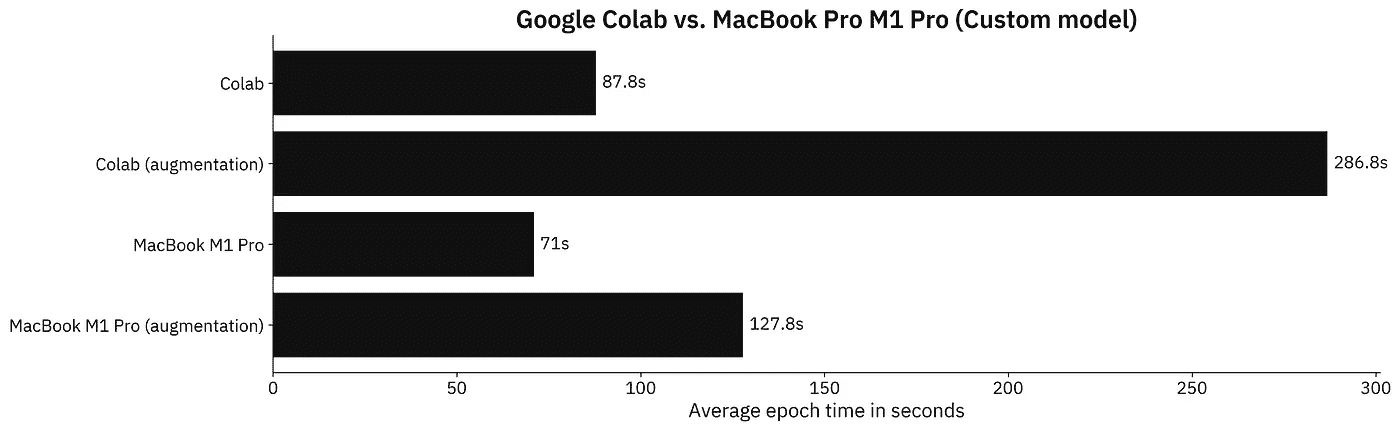 Google Colab vs. MacBook Pro M1 Pro (Custom model)
Colab
87.8s
Colab (augmentation)
286.8s
MacBook M1 Pro
71s
MacBook M1 Pro (augmentation)
127.8s
0 50 100 150 200 250 300
Average epoch time in seconds